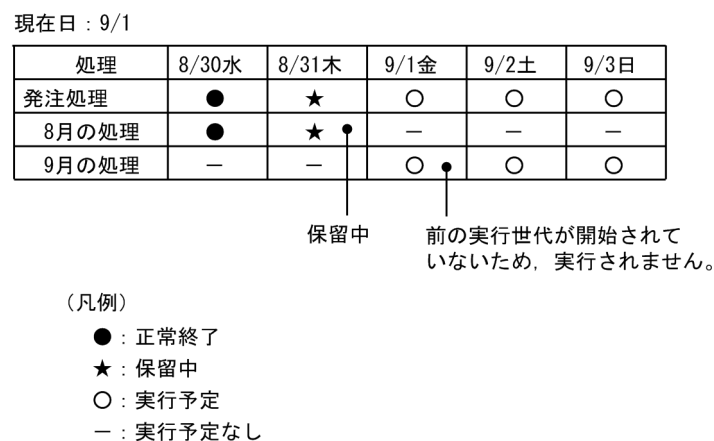 現在日：9/1
処理 8/30水 8/31木 9/1金 9/2土 9/3日
発注処理 ● ★ ○ ○ ○
8月の処理 ● ★ － － －
9月の処理 － － ○ ○ ○
保留中
前の実行世代が開始されて
いないため，実行されません。
（凡例）
●：正常終了
★：保留中
○：実行予定
－：実行予定なし